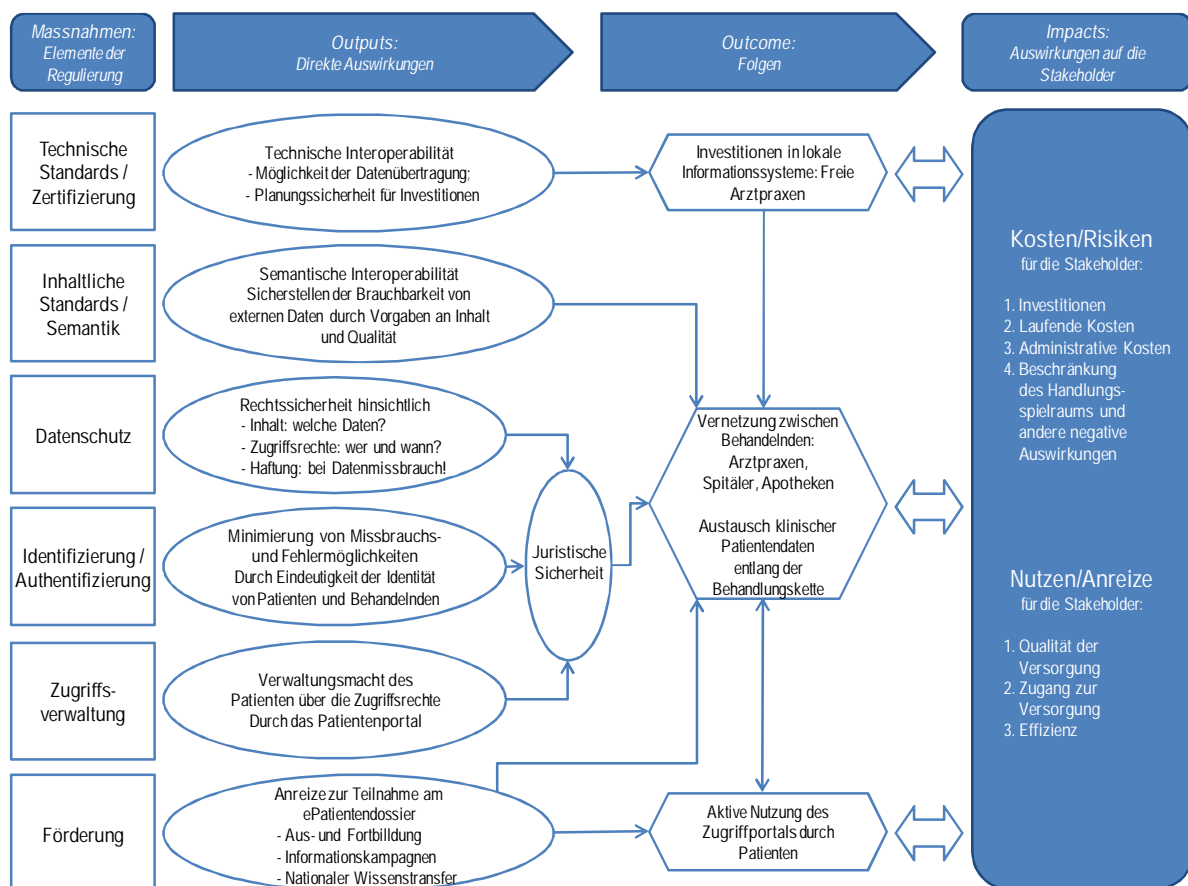 Massnahmen:
Elemente der
Regulierung
Outputs:
Direkte Auswirkungen
Outcome:
Folgen
Impacts:
Auswirkungen auf die
Stakeholder
Technische
Standards /
Zertifizierung
Technische Interoperabilität
- Möglichkeit der Datenübertragung;
- Planungssicherheit für Investitionen
Investitionen in lokale
Informationssysteme: Freie
Arztpraxen
Inhaltliche
Standards /
Semantik
Semantische Interoperabilität
Sicherstellen der Brauchbarkeit von
externen Daten durch Vorgaben an Inhalt
und Qualität
Datenschutz
Rechtssicherheit hinsichtlich
- Inhalt: welche Daten?
- Zugriffsrechte: wer und wann?
- Haftung: bei Datenmissbrauch!
Identifizierung /
Authentifizierung
Minimierung von Missbrauchs-
und Fehlermöglichkeiten
Durch Eindeutigkeit der Identität
von Patienten und Behandelnden
Juristische
Sicherheit
Vernetzung zwischen
Behandelnden:
Arztpraxen,
Spitäler, Apotheken
Austausch klinischer
Patientendaten
entlang der
Behandlungskette
Zugriffs-
verwaltung
Verwaltungsmacht des
Patienten über die Zugriffsrechte
Durch das Patientenportal
Förderung
Anreize zur Teilnahme am
ePatientendossier
- Aus- und Fortbilldung
- Informationskampagnen
- Nationaler Wissenstransfer
Aktive Nutzung des
Zugriffportals durch
Patienten
Kosten/Risiken
für die Stakeholder:
1. Investitionen
2. Laufende Kosten
3. Administrative Kosten
4. Beschränkung
des Handlungs-
spielraums und
andere negative
Auswirkungen
Nutzen/Anreize
für die Stakeholder:
1. Qualität der
Versorgung
2. Zugang zur
Versorgung
3. Effizienz